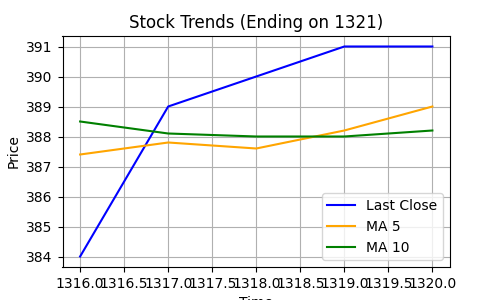 Stock Trends (Ending on 1321)
Price
391
390
389
388
387
386
385
384
Last Close
MA 5
MA 10
1316.0 1316.5 1317.0 1317.5 1318.0 1318.5 1319.0 1319.5 1320.0
Time